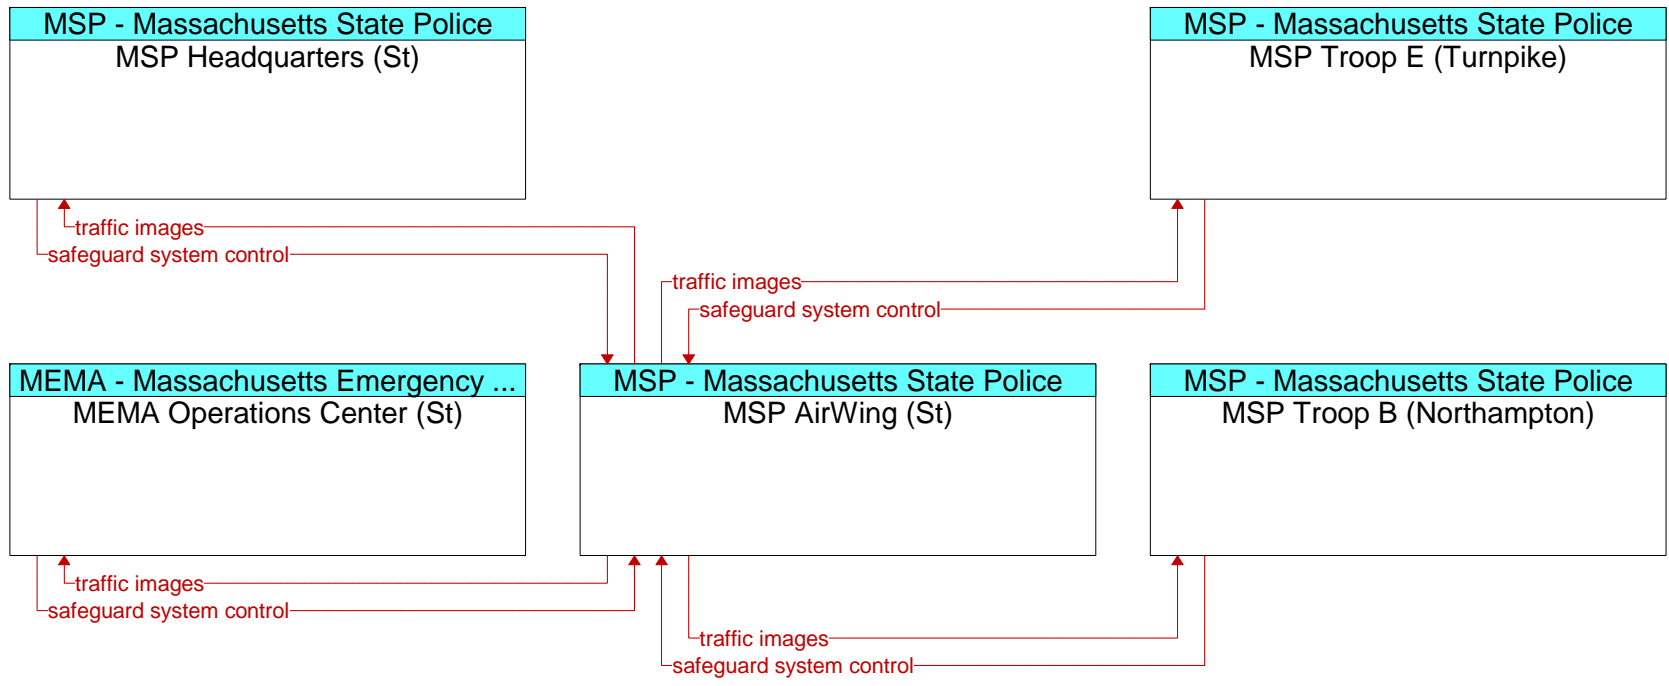 MSP - Massachusetts State Police
MSP Headquarters (St)
MSP - Massachusetts State Police
MSP Troop E (Turnpike)
traffic images
safeguard system control
traffic images
safeguard system control
MEMA - Massachusetts Emergency ...
MEMA Operations Center (St)
MSP - Massachusetts State Police
MSP AirWing (St)
MSP - Massachusetts State Police
MSP Troop B (Northampton)
traffic images
safeguard system control
traffic images
safeguard system control